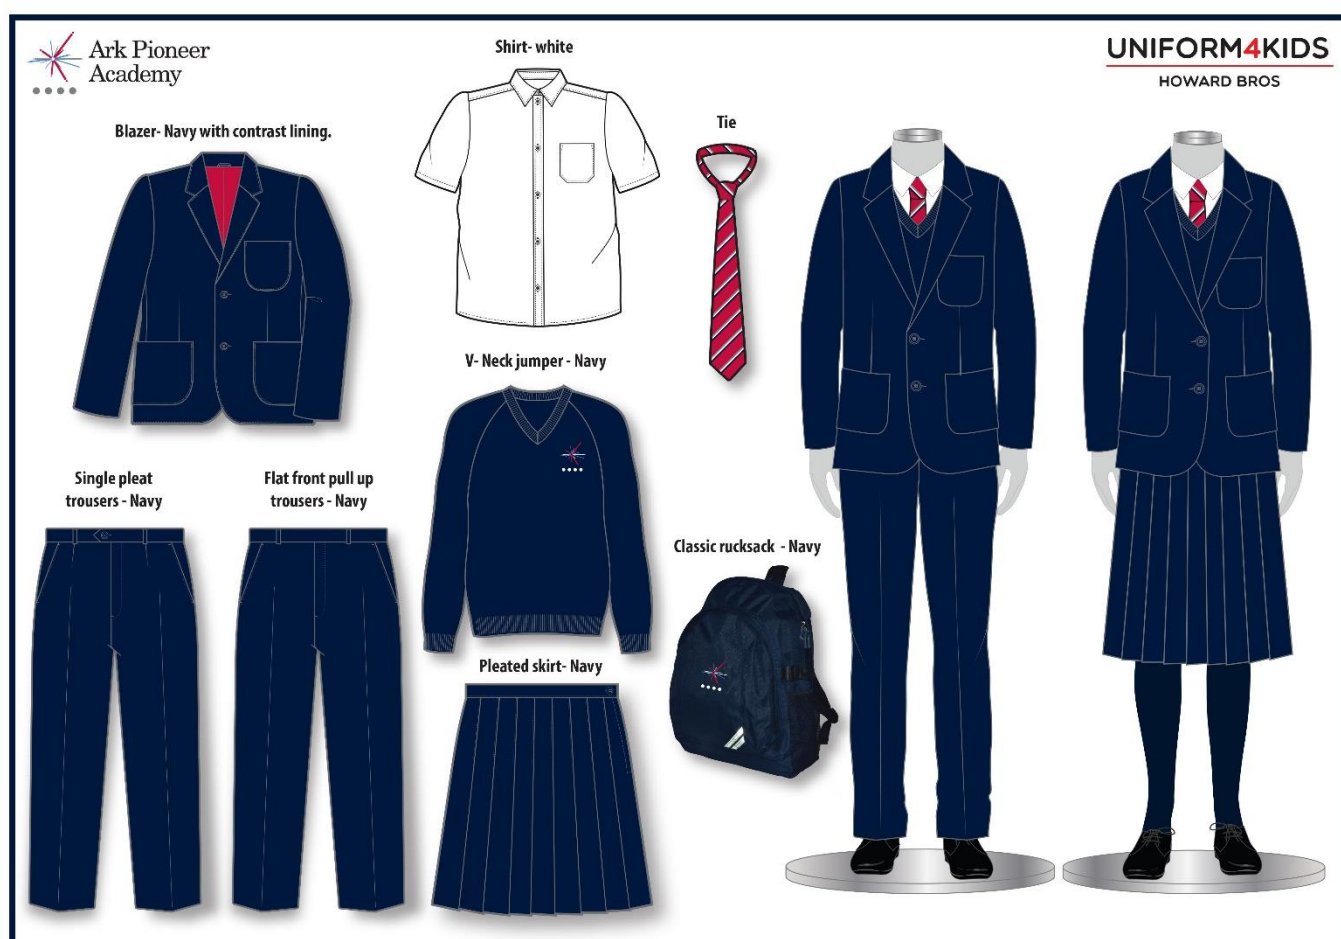 Ark Pioneer
Academy
UNIFORM4KIDS
HOWARD BROS
Shirt- white
Tie
Blazer- Navy with contrast lining.
V- Neck jumper - Navy
Single pleat
trousers - Navy
Flat front pull up
trousers - Navy
Classic rucksack - Navy
Pleated skirt- Navy